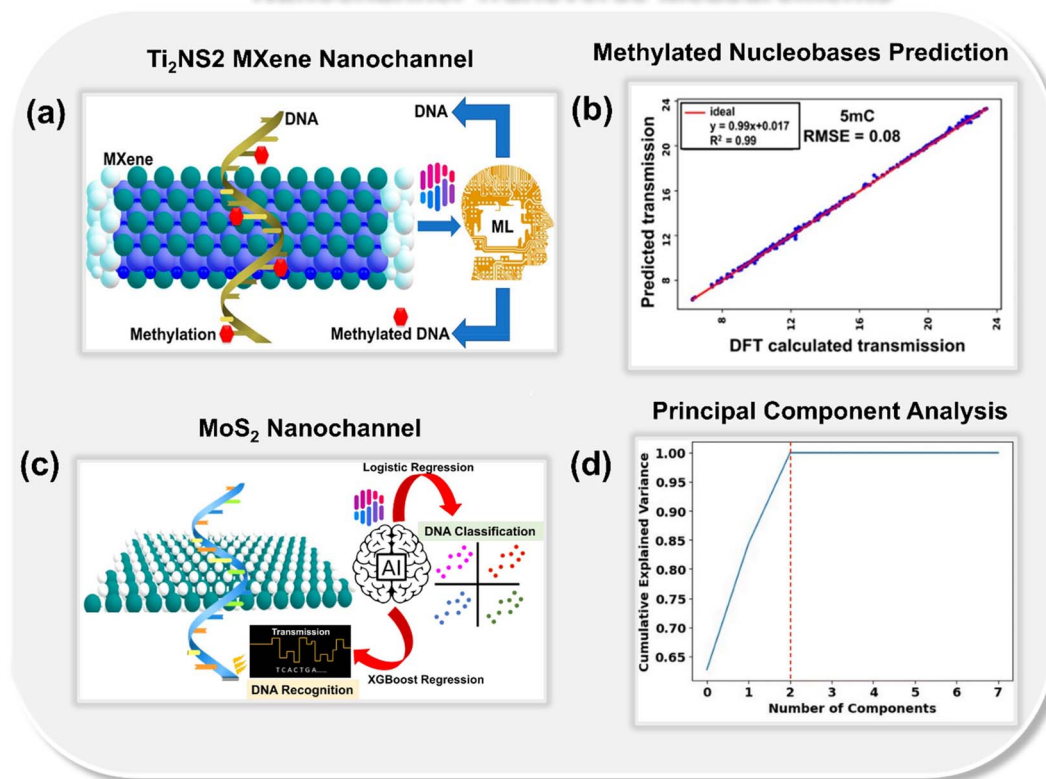 Nanochannel Transverse Measurements
Ti₂NS2 MXene Nanochannel
(a)
DNA
DNA
MXene
ML
Methylation
Methylated DNA
Methylated Nucleobases Prediction
(b)
24
20
16
12
8
ideal
y = 0.99x+0.017
R² = 0.99
5mC
RMSE = 0.08
Predicted transmission
8
12
16
20
24
DFT calculated transmission
MoS₂ Nanochannel
(c)
Logistic Regression
DNA Classification
AI
Transmission
TCACTGA......
XGBoost Regression
DNA Recognition
Principal Component Analysis
(d)
Cumulative Explained Variance
1.00
0.95
0.90
0.85
0.80
0.75
0.70
0.65
0
1
2
3
4
5
6
7
Number of Components